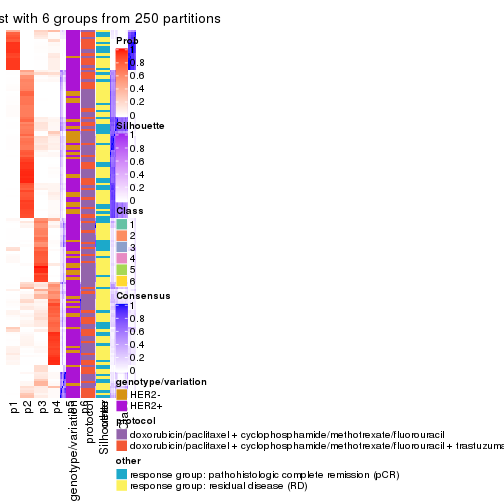 st with 6 groups from 250 partitions
Prob
1
0.8
0.6
0.4
0.2
0
Silhouette
1
0.8
0.6
0.4
0.2
0
Class
1
2
3
4
5
6
Consensus
1
0.8
0.6
0.4
0.2
0
genotype/variation
HER2-
HER2+
protocol
doxorubicin/paclitaxel + cyclophosphamide/methotrexate/fluorouracil
doxorubicin/paclitaxel + cyclophosphamide/methotrexate/fluorouracil + trastuzuma
other
response group: pathohistologic complete remission (pCR)
response group: residual disease (RD)
p1
p2
p3
p4
genotype/variation
protocol